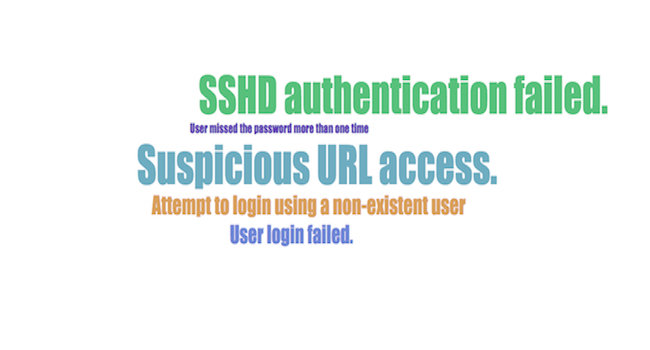 SSHD authentication failed.
User missed the password more than one time
Suspicious URL access.
Attempt to login using a non-existent user
User login failed.